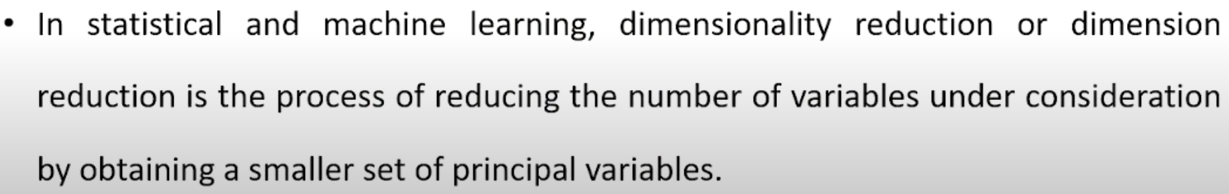 • In statistical and machine learning, dimensionality reduction or dimension
reduction is the process of reducing the number of variables under consideration
by obtaining a smaller set of principal variables.